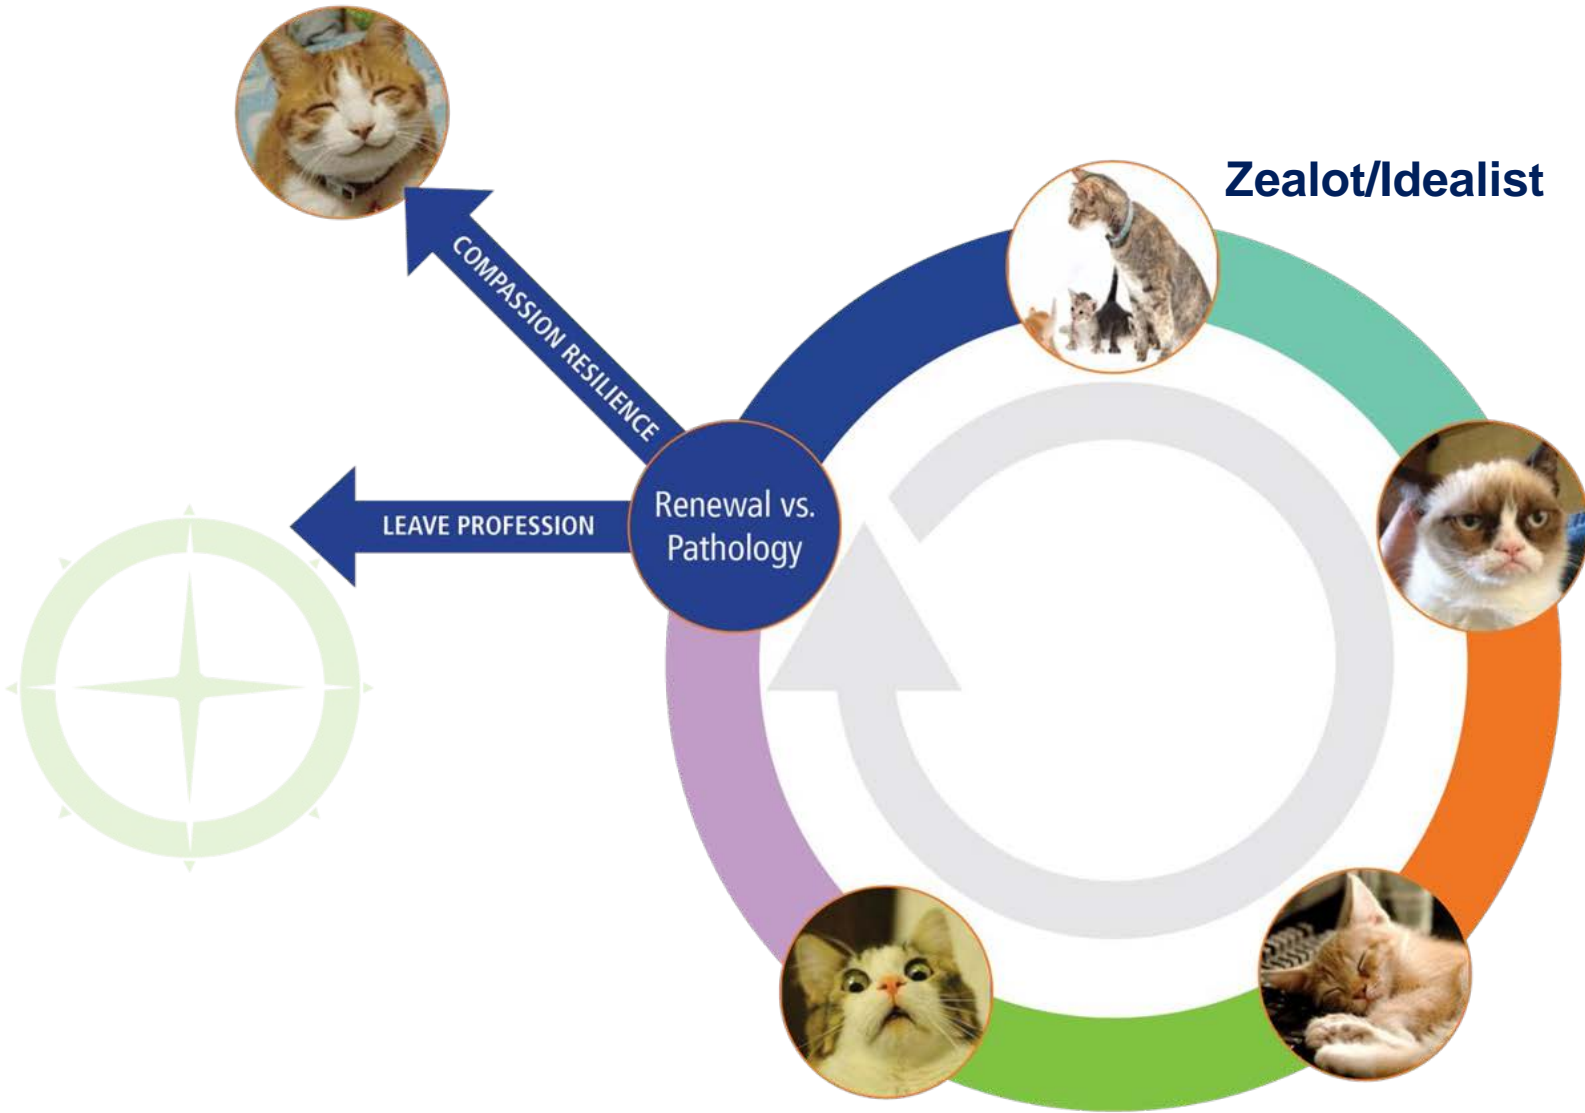 Zealot/Idealist
COMPASSION RESILIENCE
LEAVE PROFESSION
Renewal vs.
Pathology